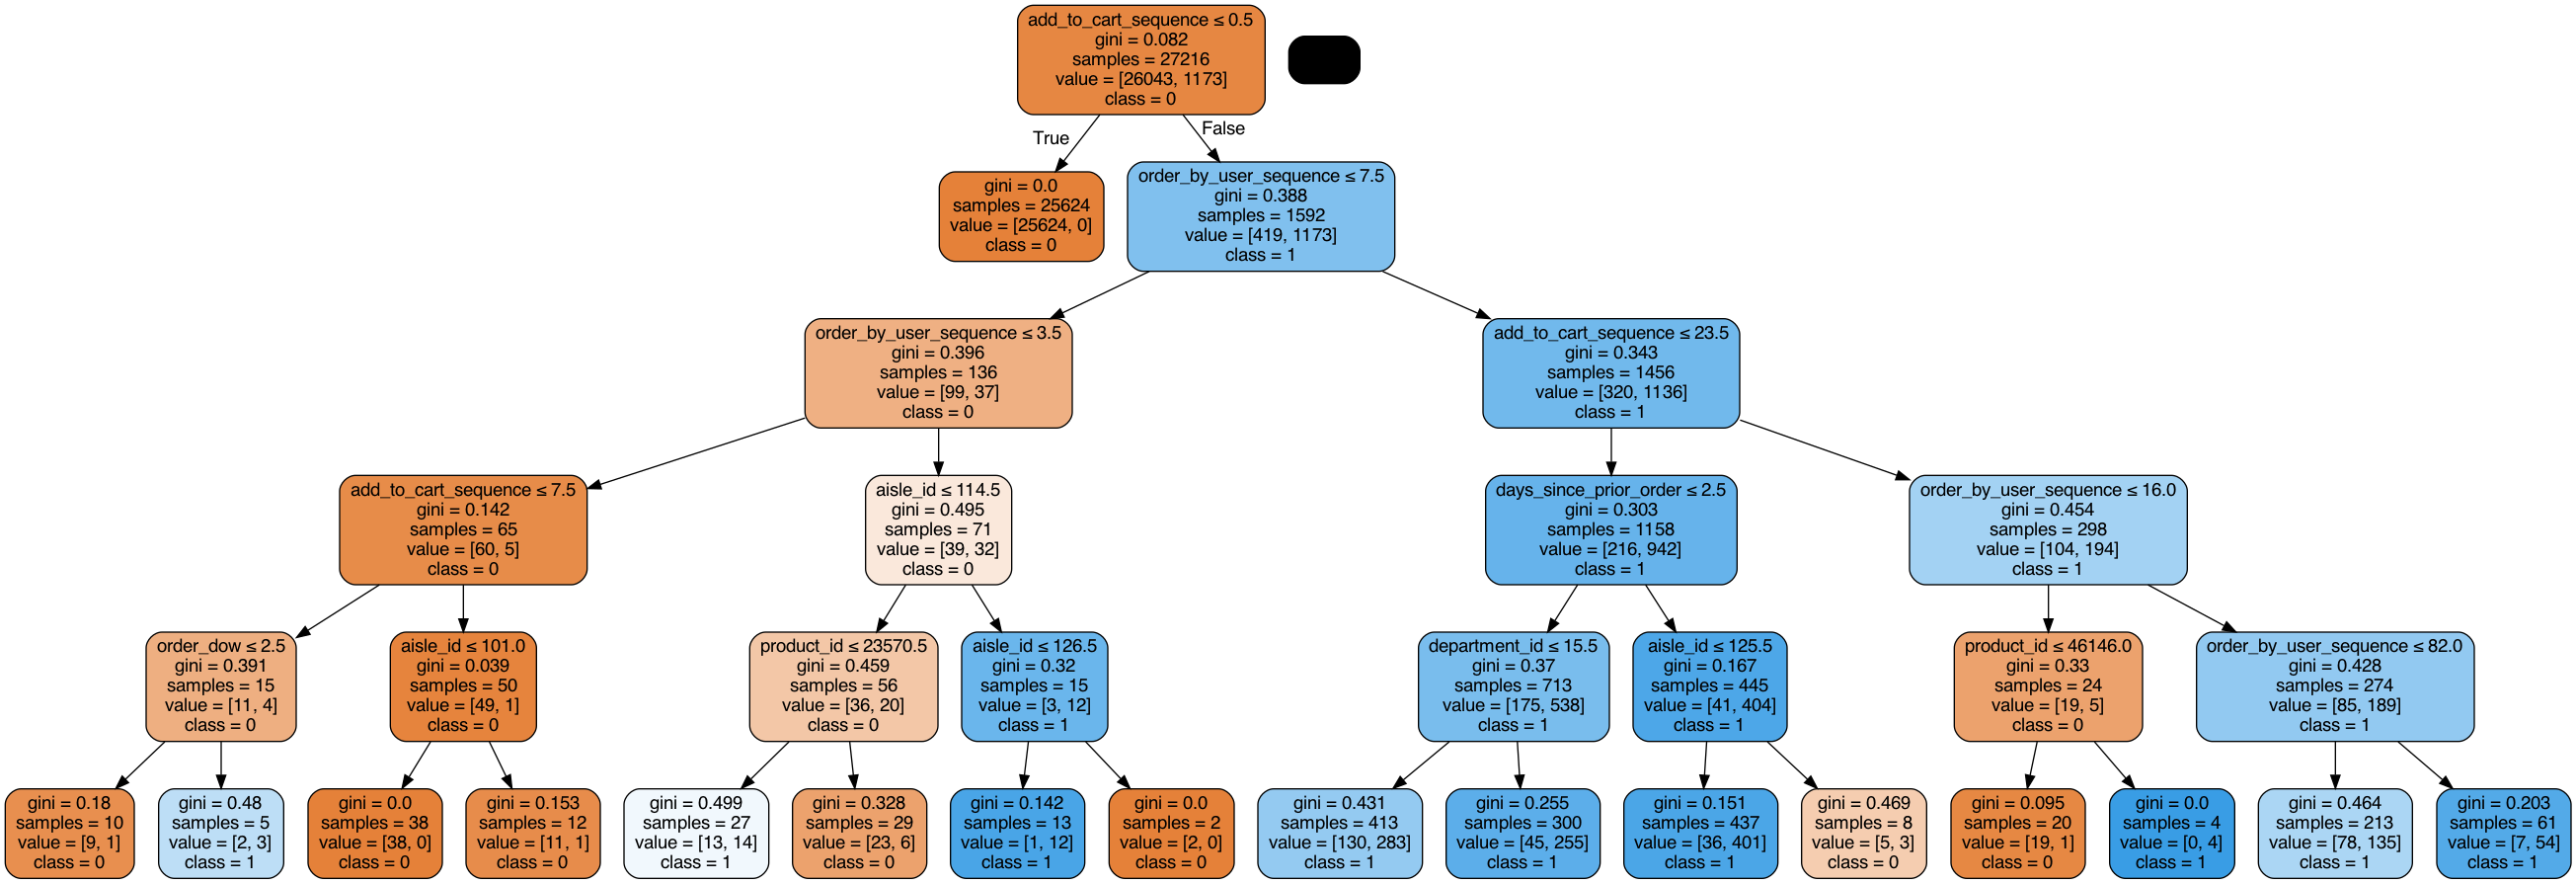 add_to_cart_sequence ≤ 0.5
gini = 0.082
samples = 27216
value = [26043, 1173]
class = 0
True
False
gini = 0.0
samples = 25624
value = [25624, 0]
class = 0
order_by_user_sequence ≤ 7.5
gini = 0.388
samples = 1592
value = [419, 1173]
class = 1
order_by_user_sequence ≤ 3.5
gini = 0.396
samples = 136
value = [99, 37]
class = 0
add_to_cart_sequence ≤ 23.5
gini = 0.343
samples = 1456
value = [320, 1136]
class = 1
add_to_cart_sequence ≤ 7.5
gini = 0.142
samples = 65
value = [60, 5]
class = 0
aisle_id ≤ 114.5
gini = 0.495
samples = 71
value = [39, 32]
class = 0
days_since_prior_order ≤ 2.5
gini = 0.303
samples = 1158
value = [216, 942]
class = 1
order_by_user_sequence ≤ 16.0
gini = 0.454
samples = 298
value = [104, 194]
class = 1
order_dow ≤ 2.5
gini = 0.391
samples = 15
value = [11, 4]
class = 0
aisle_id ≤ 101.0
gini = 0.039
samples = 50
value = [49, 1]
class = 0
product_id ≤ 23570.5
gini = 0.459
samples = 56
value = [36, 20]
class = 0
aisle_id ≤ 126.5
gini = 0.32
samples = 15
value = [3, 12]
class = 1
department_id ≤ 15.5
gini = 0.37
samples = 713
value = [175, 538]
class = 1
aisle_id ≤ 125.5
gini = 0.167
samples = 445
value = [41, 404]
class = 1
product_id ≤ 46146.0
gini = 0.33
samples = 24
value = [19, 5]
class = 0
order_by_user_sequence ≤ 82.0
gini = 0.428
samples = 274
value = [85, 189]
class = 1
gini = 0.18
samples = 10
value = [9, 1]
class = 0
gini = 0.48
samples = 5
value = [2, 3]
class = 1
gini = 0.0
samples = 38
value = [38, 0]
class = 0
gini = 0.153
samples = 12
value = [11, 1]
class = 0
gini = 0.499
samples = 27
value = [13, 14]
class = 1
gini = 0.328
samples = 29
value = [23, 6]
class = 0
gini = 0.142
samples = 13
value = [1, 12]
class = 1
gini = 0.0
samples = 2
value = [2, 0]
class = 0
gini = 0.431
samples = 413
value = [130, 283]
class = 1
gini = 0.255
samples = 300
value = [45, 255]
class = 1
gini = 0.151
samples = 437
value = [36, 401]
class = 1
gini = 0.469
samples = 8
value = [5, 3]
class = 0
gini = 0.095
samples = 20
value = [19, 1]
class = 0
gini = 0.0
samples = 4
value = [0, 4]
class = 1
gini = 0.464
samples = 213
value = [78, 135]
class = 1
gini = 0.203
samples = 61
value = [7, 54]
class = 1